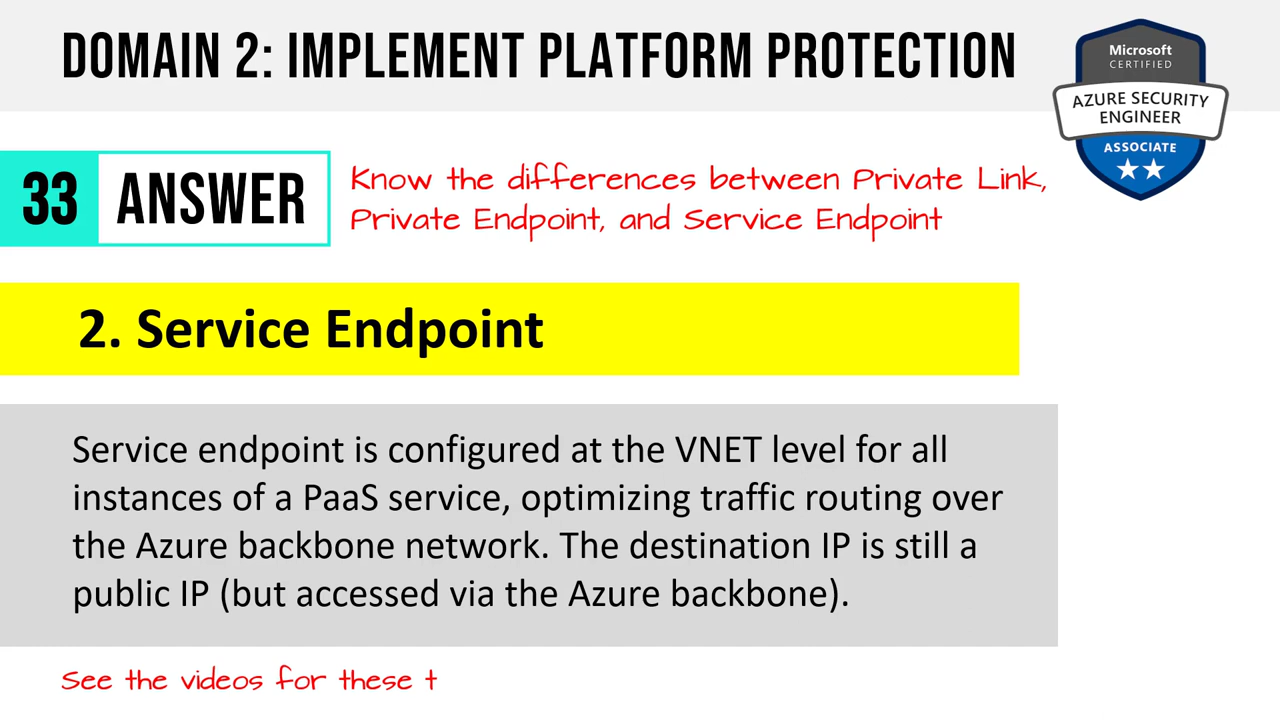 DOMAIN 2: IMPLEMENT PLATFORM PROTECTION
Microsoft
CERTIFIED
AZURE SECURITY
ENGINEER
ASSOCIATE
33 ANSWER
Know the differences between Private Link,
Private Endpoint, and Service Endpoint
2. Service Endpoint
Service endpoint is configured at the VNET level for all
instances of a PaaS service, optimizing traffic routing over
the Azure backbone network. The destination IP is still a
public IP (but accessed via the Azure backbone).
See the videos for these t